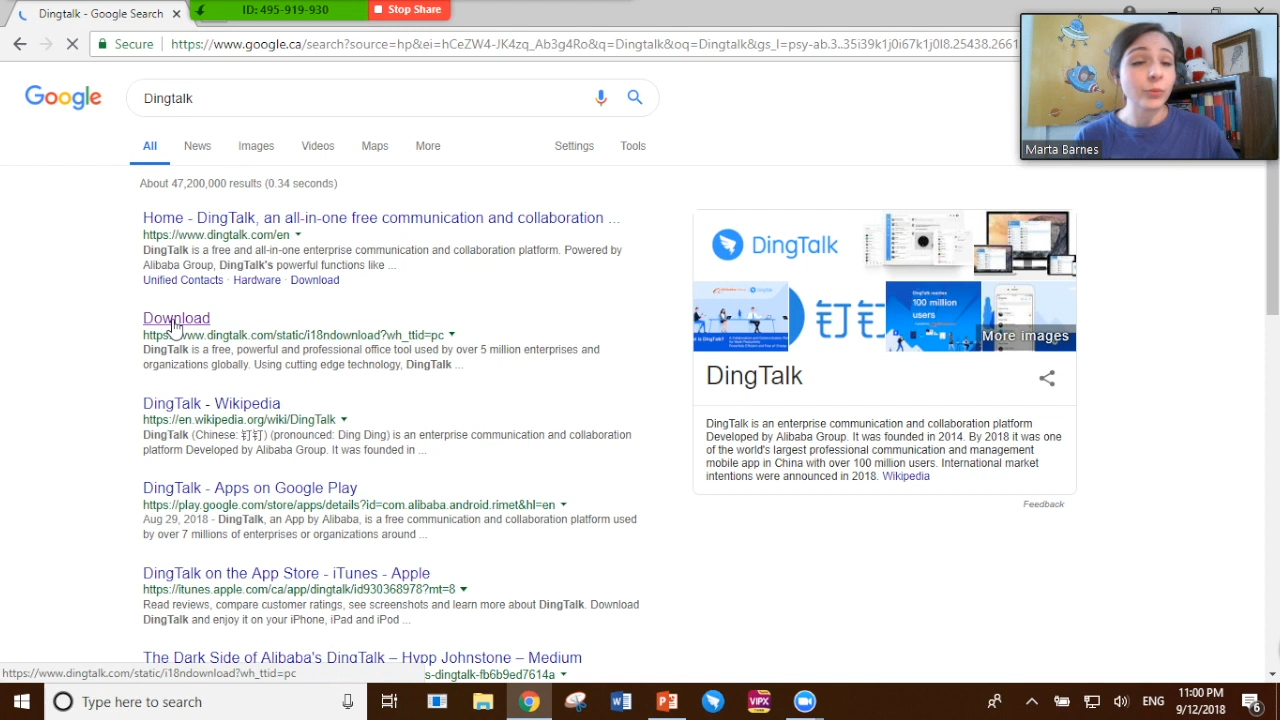 Dingtalk - Google Search
ID: 495-919-930
Stop Share
Secure
https://www.google.ca/search?source=hp&ei=hCeZW4-JK4zq_Ab3g4Ro&q=Dingtalk&oq=Dingtalk&gs_l=psy-ab.3..35i39k1j0i67k1j0l8.25438.2661
Marta Barnes
Google
Dingtalk
All News Images Videos Maps More Settings Tools
About 47,200,000 results (0.34 seconds)
Home - DingTalk, an all-in-one free communication and collaboration ...
https://www.dingtalk.com/en
DingTalk is a free and all-in-one enterprise communication and collaboration platform. Powered by
Alibaba Group, DingTalk's powerful functions like ...
Unified Contacts · Hardware · Download
Download
https://www.dingtalk.com/static/i18ndownload?wh_ttid=pc
DingTalk is a free, powerful and professional office tool used by over 5 million enterprises and
organizations globally. Using cutting edge technology, DingTalk ...
DingTalk - Wikipedia
https://en.wikipedia.org/wiki/DingTalk
DingTalk (Chinese: 钉钉) (pronounced: Ding Ding) is an enterprise communication and collaboration
platform Developed by Alibaba Group. It was founded in ...
DingTalk - Apps on Google Play
https://play.google.com/store/apps/details?id=com.alibaba.android.rimet&hl=en
Aug 29, 2018 - DingTalk, an App by Alibaba, is a free communication and collaboration platform used
by over 7 millions of enterprises or organizations around ...
DingTalk on the App Store - iTunes - Apple
https://itunes.apple.com/ca/app/dingtalk/id930368978?mt=8
Read reviews, compare customer ratings, see screenshots and learn more about DingTalk. Download
DingTalk and enjoy it on your iPhone, iPad and iPod ...
The Dark Side of Alibaba's DingTalk – Hypp Johnstone – Medium
s-dingtalk-fb6b9ed7614a
DingTalk
DingTalk reaches
100 million
users
钉
More images
DingTalk
DingTalk is an enterprise communication and collaboration platform
Developed by Alibaba Group. It was founded in 2014. By 2018 it was one
of the world's largest professional communication and management
mobile app in China with over 100 million users. International market
intentions were announced in 2018. Wikipedia
Feedback
https://www.dingtalk.com/static/i18ndownload?wh_ttid=pc
Type here to search
VIPX
ENG
11:00 PM
9/12/2018
6